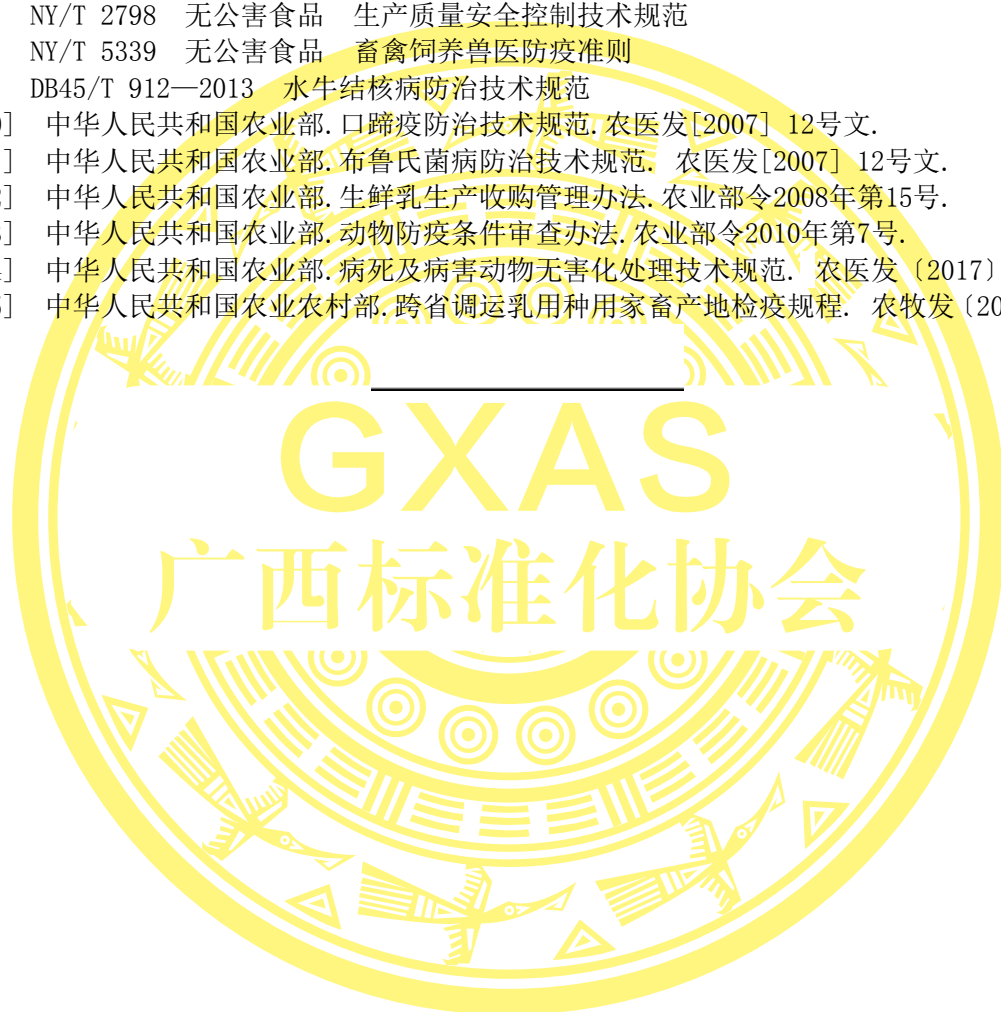 NY/T 2798 无公害食品 生产质量安全控制技术规范
NY/T 5339 无公害食品 畜禽饲养兽医防疫准则
DB45/T 912—2013 水牛结核病防治技术规范
] 中华人民共和国农业部.口蹄疫防治技术规范.农医发[2007] 12号文.
] 中华人民共和国农业部.布鲁氏菌病防治技术规范. 农医发[2007] 12号文.
] 中华人民共和国农业部.生鲜乳生产收购管理办法.农业部令2008年第15号.
] 中华人民共和国农业部.动物防疫条件审查办法.农业部令2010年第7号.
] 中华人民共和国农业部.病死及病害动物无害化处理技术规范. 农医发〔2017〕
] 中华人民共和国农业农村部.跨省调运乳用种用家畜产地检疫规程. 农牧发〔20
GXAS
广西标准化协会